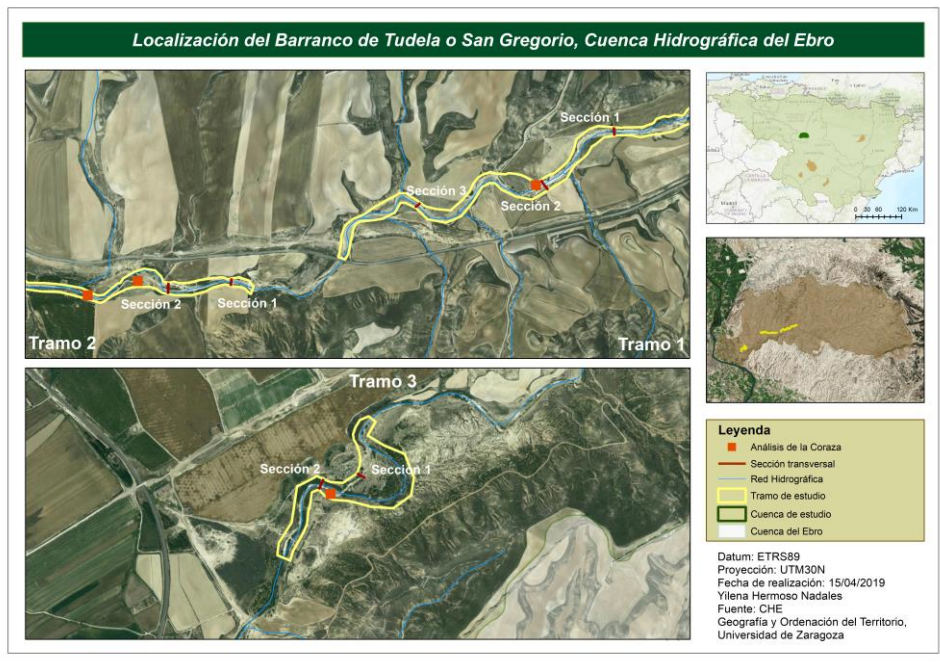 Localización del Barranco de Tudela o San Gregorio, Cuenca Hidrográfica del Ebro
Sección 1
Sección 3
Sección 2
Sección 2
Sección 1
Tramo 2
Tramo 1
Tramo 3
Sección 2
Sección 1
Madrid
0 30 60 120 Km
Leyenda
Análisis de la Coraza
Sección transversal
Red Hidrográfica
Tramo de estudio
Cuenca de estudio
Cuenca del Ebro
Datum: ETRS89
Proyección: UTM30N
Fecha de realización: 15/04/2019
Yilena Hermoso Nadales
Fuente: CHE
Geografía y Ordenación del Territorio,
Universidad de Zaragoza